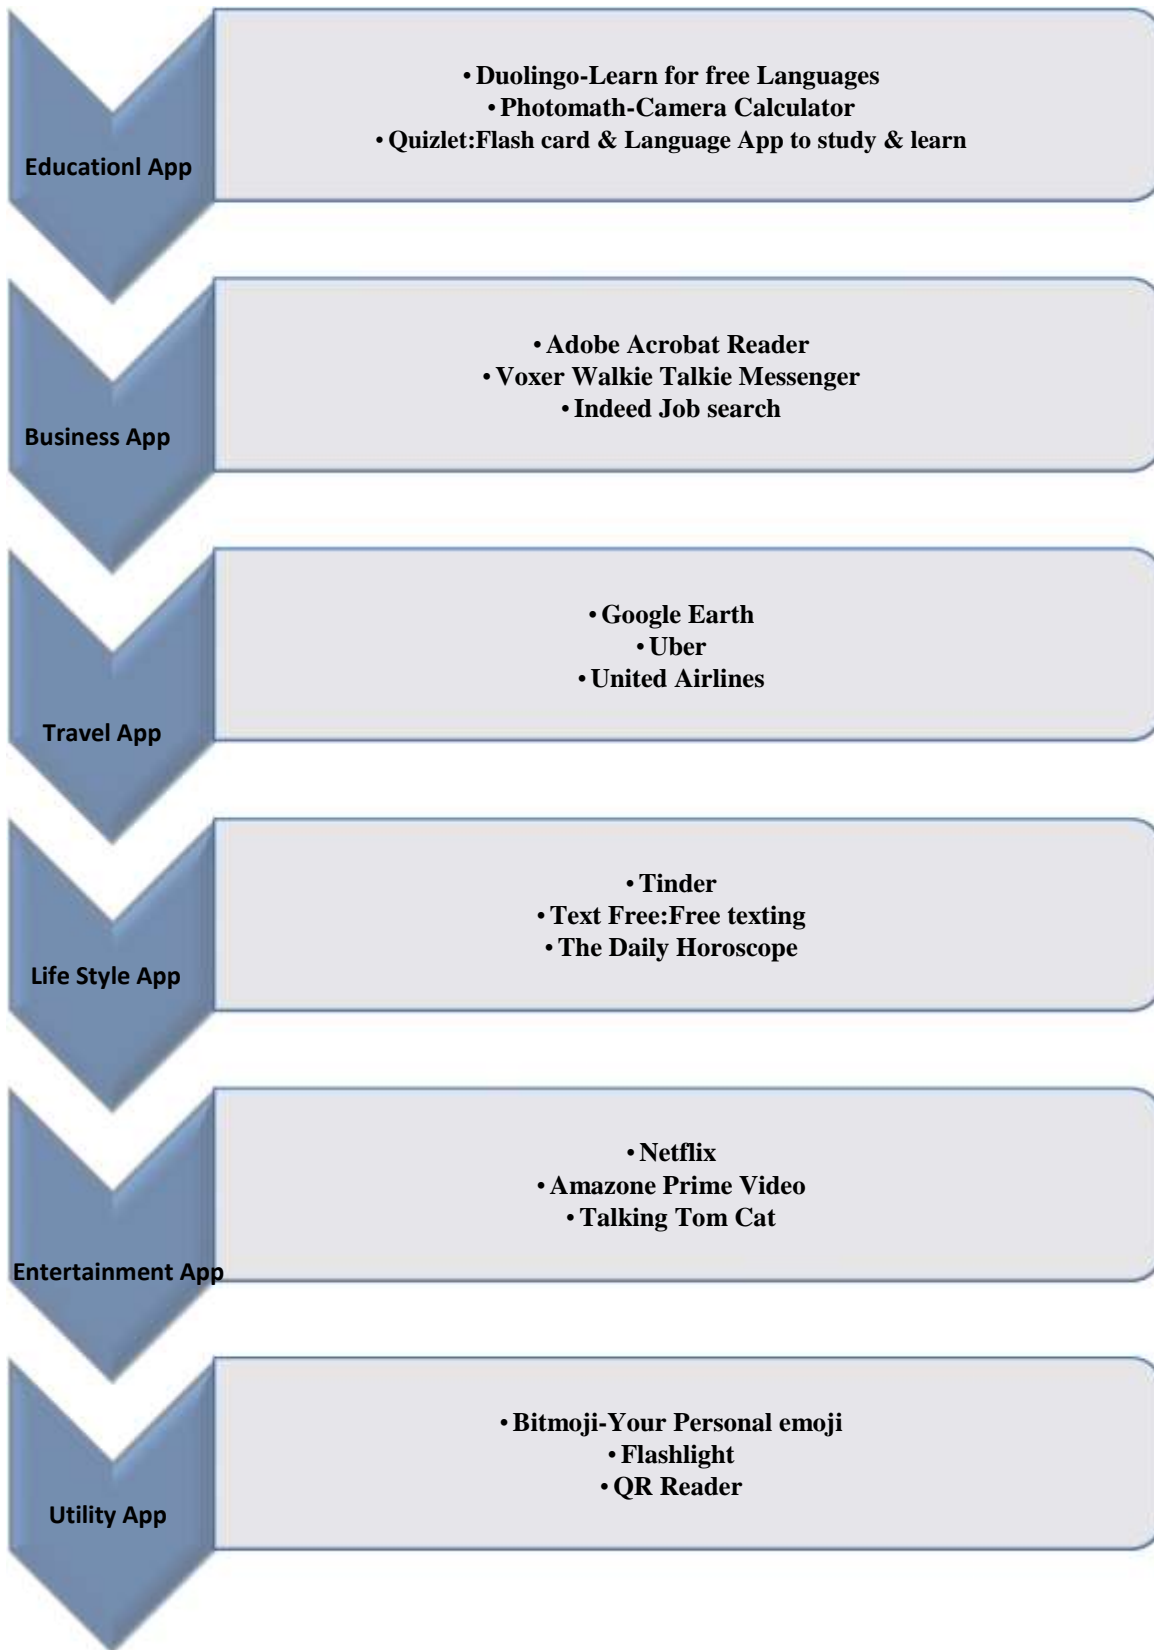 • Duolingo-Learn for free Languages
• Photomath-Camera Calculator
• Quizlet:Flash card & Language App to study & learn
Educationl App
• Adobe Acrobat Reader
• Voxer Walkie Talkie Messenger
• Indeed Job search
Business App
• Google Earth
• Uber
• United Airlines
Travel App
• Tinder
• Text Free:Free texting
• The Daily Horoscope
Life Style App
• Netflix
• Amazone Prime Video
• Talking Tom Cat
Entertainment App
• Bitmoji-Your Personal emoji
• Flashlight
• QR Reader
Utility App